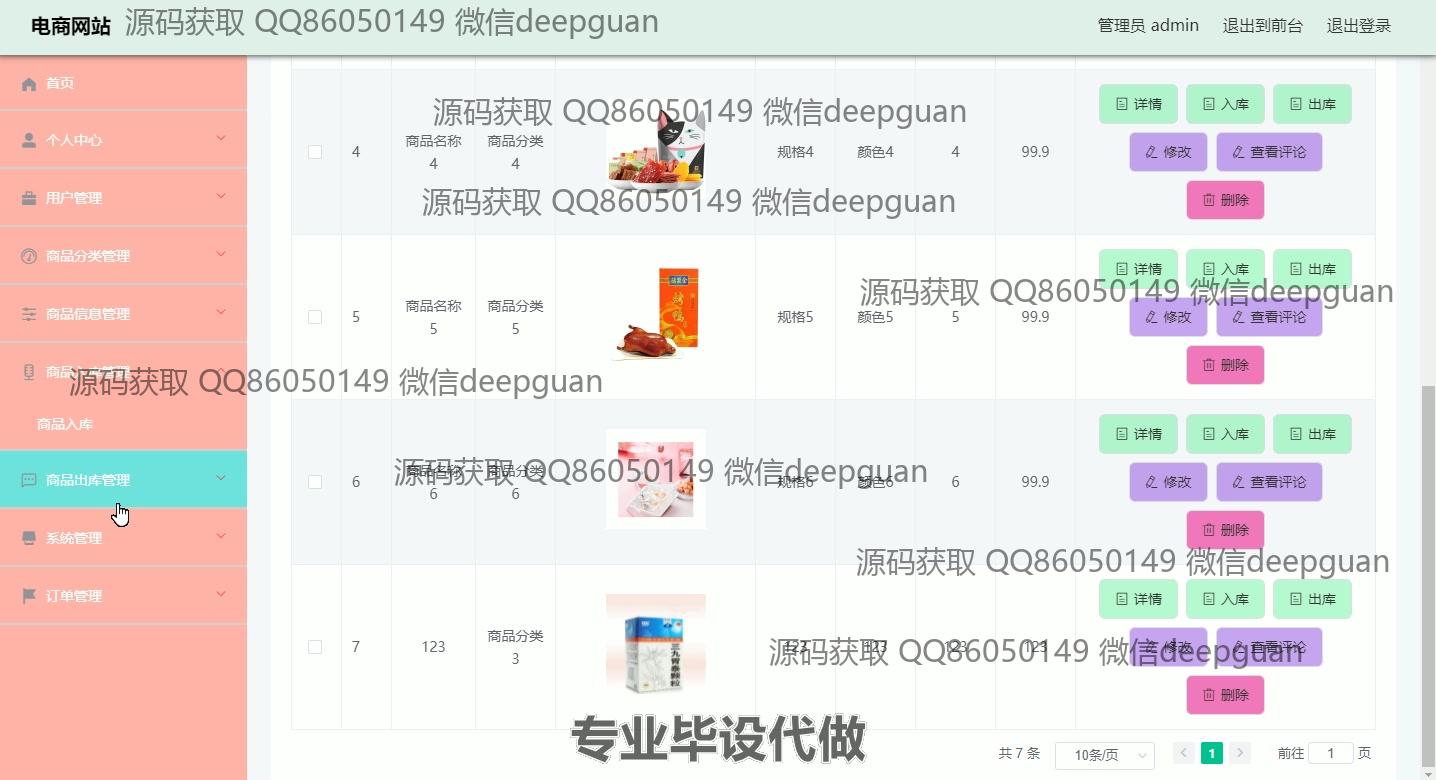 电商网站
源码获取 QQ86050149 微信deepguan
管理员 admin
退出到前台
退出登录
首页
个人中心
用户管理
商品分类管理
商品信息管理
商品入库管理
商品入库
商品出库管理
系统管理
订单管理
源码获取 QQ86050149 微信deepguan
4
商品名称
4
商品分类
4
规格4
颜色4
4
99.9
详情
入库
出库
修改
查看评论
删除
源码获取 QQ86050149 微信deepguan
5
商品名称
5
商品分类
5
烤鸭
规格5
颜色5
5
99.9
详情
入库
出库
源码获取 QQ86050149 微信deepguan
修改
查看评论
删除
源码获取 QQ86050149 微信deepguan
6
商品名称
6
商品分类
6
源码获取 QQ86050149 微信deepguan
规格6
颜色6
6
99.9
详情
入库
出库
修改
查看评论
删除
源码获取 QQ86050149 微信deepguan
7
123
商品分类
3
三九胃泰颗粒
122
123
123
123
详情
入库
出库
源码获取 QQ86050149 微信deepguan
修改
查看评论
删除
专业毕设代做
共 7 条
10条/页
1
前往
1
页